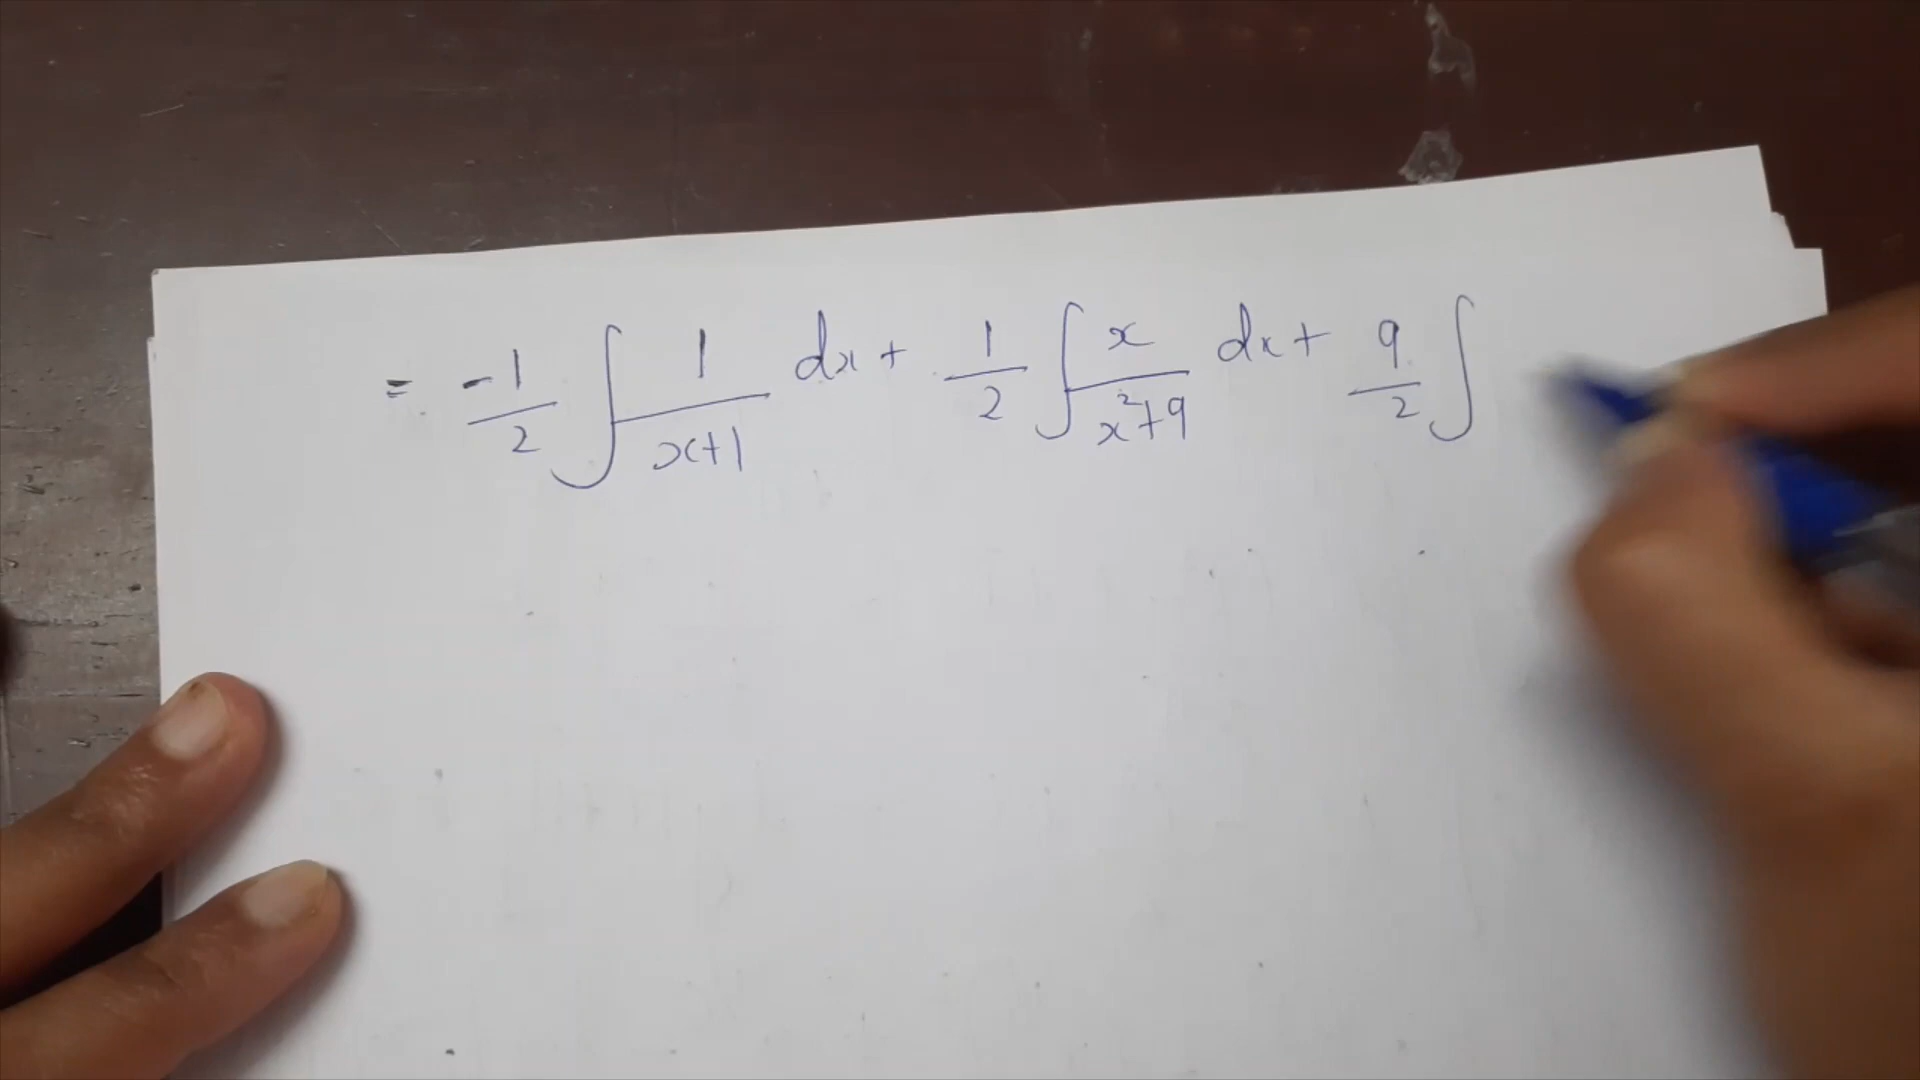 = -1/2 ∫ 1/(x+1) dx + 1/2 ∫ x/(x²+9) dx + 9/2 ∫